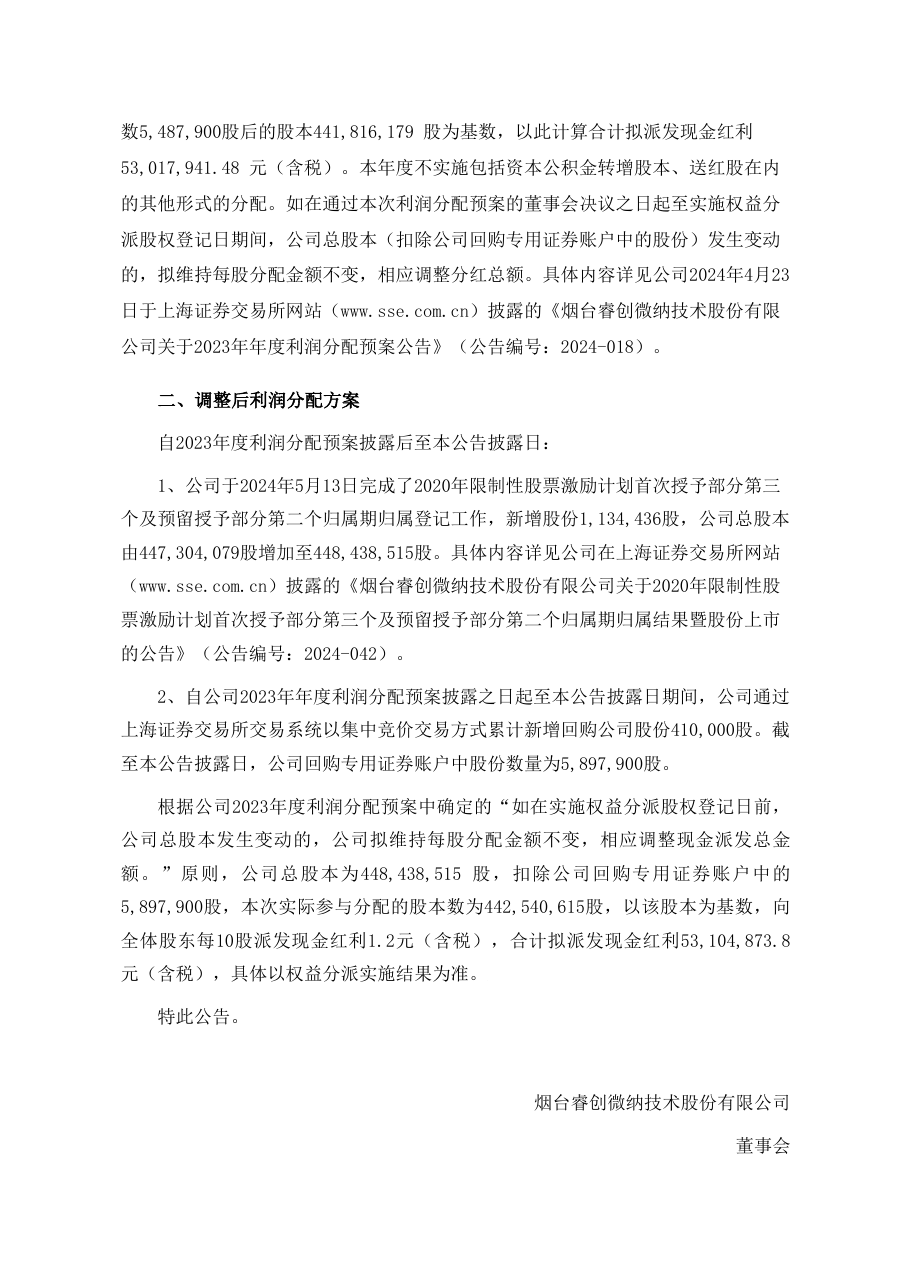 数5,487,900股后的股本441,816,179 股为基数，以此计算合计拟派发现金红利
53,017,941.48 元（含税）。本年度不实施包括资本公积金转增股本、送红股在内
的其他形式的分配。如在通过本次利润分配预案的董事会决议之日起至实施权益分
派股权登记日期间，公司总股本（扣除公司回购专用证券账户中的股份）发生变动
的，拟维持每股分配金额不变，相应调整分红总额。具体内容详见公司2024年4月23
日于上海证券交易所网站（www.sse.com.cn）披露的《烟台睿创微纳技术股份有限
公司关于2023年年度利润分配预案公告》（公告编号：2024-018）。
二、调整后利润分配方案
自2023年度利润分配预案披露后至本公告披露日：
1、公司于2024年5月13日完成了2020年限制性股票激励计划首次授予部分第三
个及预留授予部分第二个归属期归属登记工作，新增股份1,134,436股，公司总股本
由447,304,079股增加至448,438,515股。具体内容详见公司在上海证券交易所网站
（www.sse.com.cn）披露的《烟台睿创微纳技术股份有限公司关于2020年限制性股
票激励计划首次授予部分第三个及预留授予部分第二个归属期归属结果暨股份上市
的公告》（公告编号：2024-042）。
2、自公司2023年年度利润分配预案披露之日起至本公告披露日期间，公司通过
上海证券交易所交易系统以集中竞价交易方式累计新增回购公司股份410,000股。截
至本公告披露日，公司回购专用证券账户中股份数量为5,897,900股。
根据公司2023年度利润分配预案中确定的“如在实施权益分派股权登记日前，
公司总股本发生变动的，公司拟维持每股分配金额不变，相应调整现金派发总金
额。”原则，公司总股本为448,438,515 股，扣除公司回购专用证券账户中的
5,897,900股，本次实际参与分配的股本数为442,540,615股，以该股本为基数，向
全体股东每10股派发现金红利1.2元（含税），合计拟派发现金红利53,104,873.8
元（含税），具体以权益分派实施结果为准。
特此公告。
烟台睿创微纳技术股份有限公司
董事会